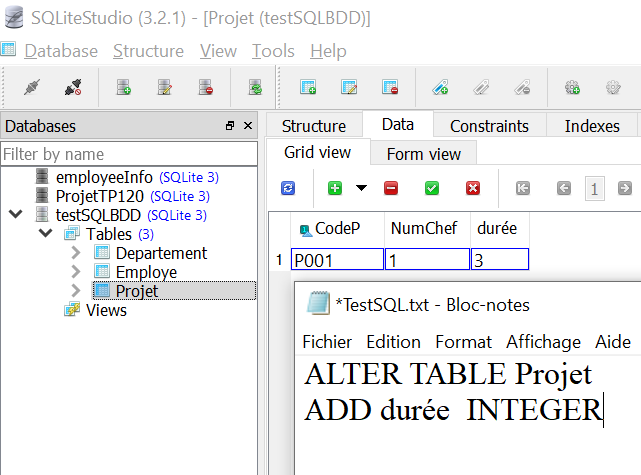 SQLiteStudio (3.2.1) - [Projet (testSQLBDD)]
Database Structure View Tools Help
Databases
Filter by name
employeeInfo (SQLite 3)
ProjetTP120 (SQLite 3)
testSQLBDD (SQLite 3)
Tables (3)
Departement
Employe
Projet
Views
Structure Data Constraints Indexes
Grid view Form view
1
CodeP NumChef durée
1 P001 1 3
*TestSQL.txt - Bloc-notes
Fichier Edition Format Affichage Aide
ALTER TABLE Projet
ADD durée  INTEGER